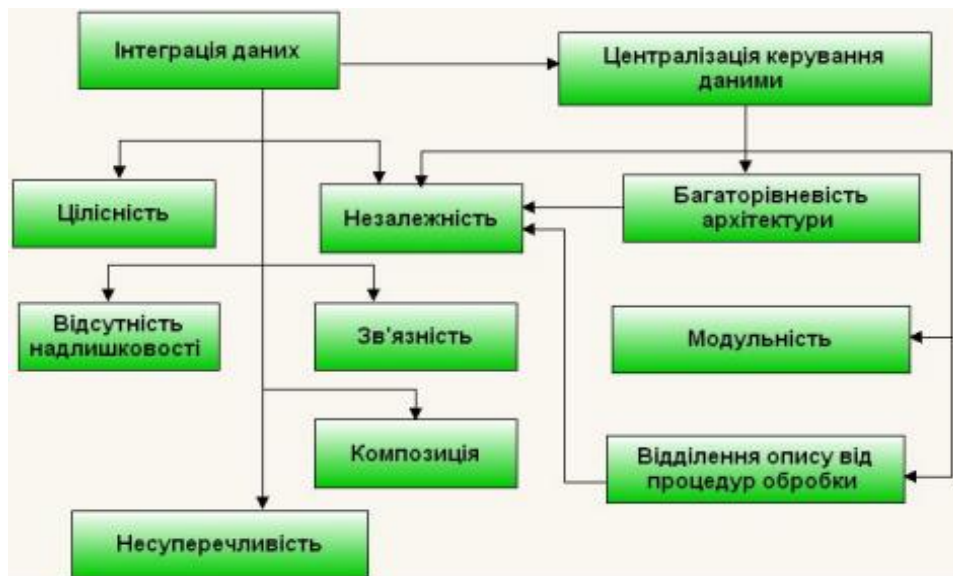 Інтеграція даних
Централізація керування
даними
Цілісність
Незалежність
Багаторівневість
архітектури
Відсутність
надлишковості
Зв'язність
Модульність
Композиція
Відділення опису від
процедур обробки
Несуперечливість